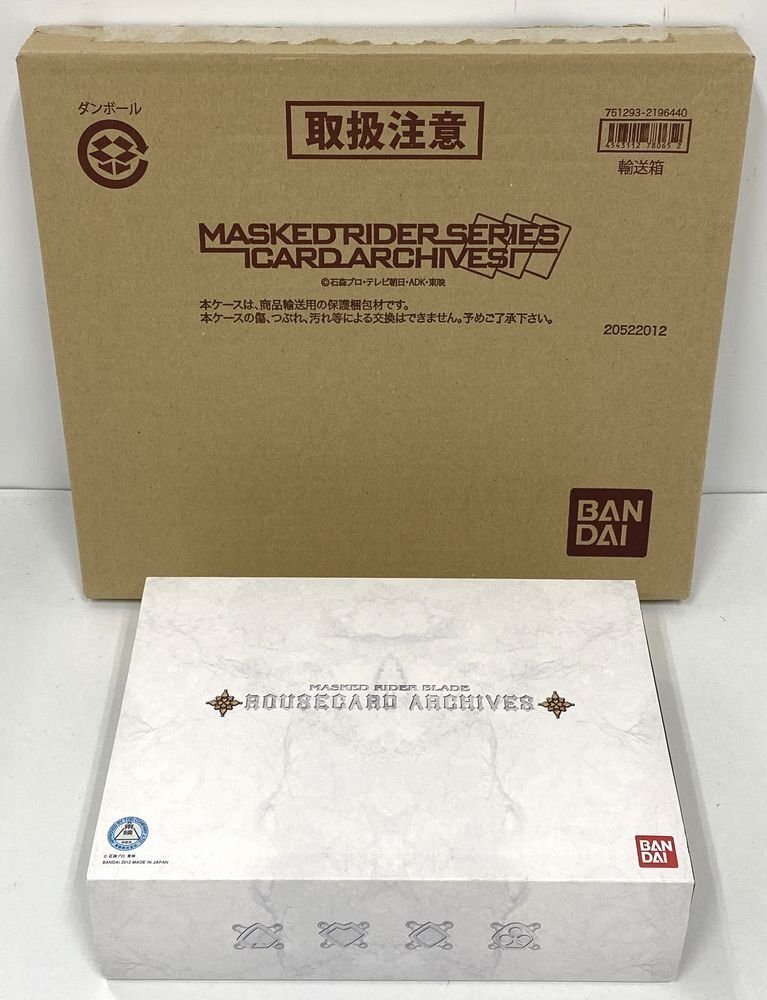 ダンボール
取扱注意
751293-2196440
4543112 78065 2
輸送箱
MASKED RIDER SERIES
CARD ARCHIVES
©石森プロ・テレビ朝日・ADK・東映
本ケースは、商品輸送用の保護梱包材です。
本ケースの傷、つぶれ、汚れ等による交換はできません。予めご了承下さい。
20522012
BAN
DAI
MASKED RIDER BLADE
ROUSECARD ARCHIVES
東映
© 石森プロ・東映
BANDAI 2012 MADE IN JAPAN
BAN
DAI